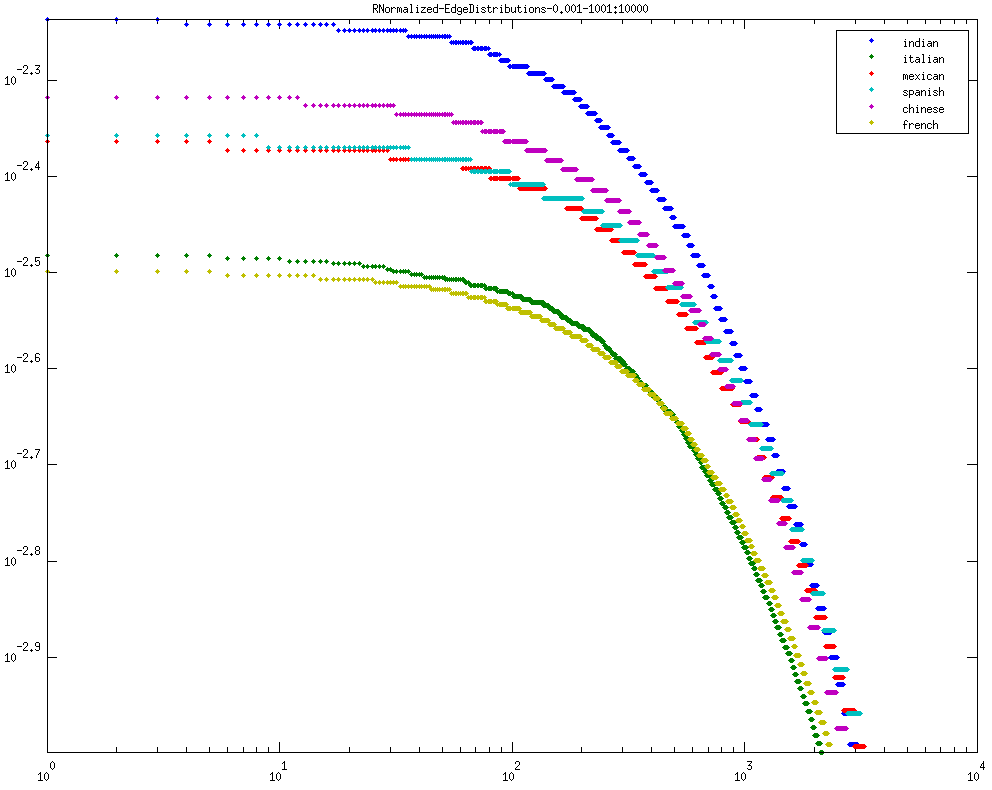 RNormalized-EdgeDistributions-0.001-1001:10000
indian
italian
mexican
spanish
chinese
french
10^-2.3
10^-2.4
10^-2.5
10^-2.6
10^-2.7
10^-2.8
10^-2.9
10^0 10^1 10^2 10^3 10^4